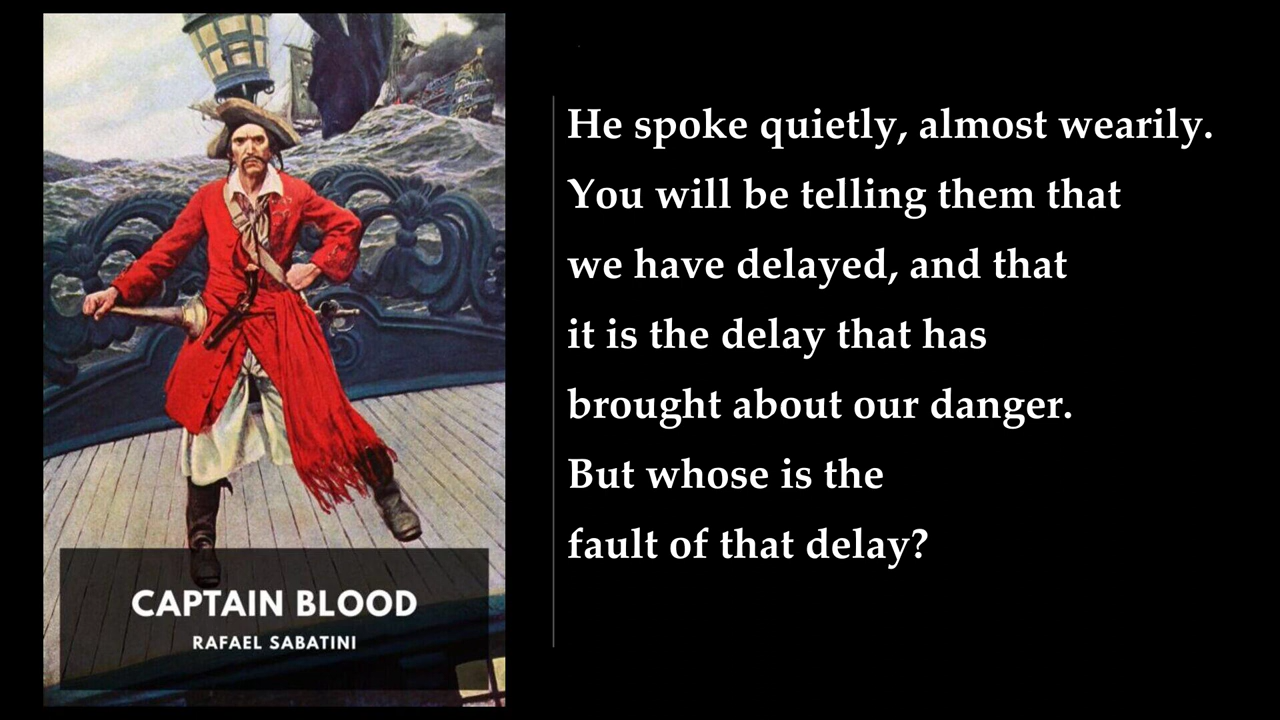 He spoke quietly, almost wearily.
You will be telling them that
we have delayed, and that
it is the delay that has
brought about our danger.
But whose is the
fault of that delay?
CAPTAIN BLOOD
RAFAEL SABATINI